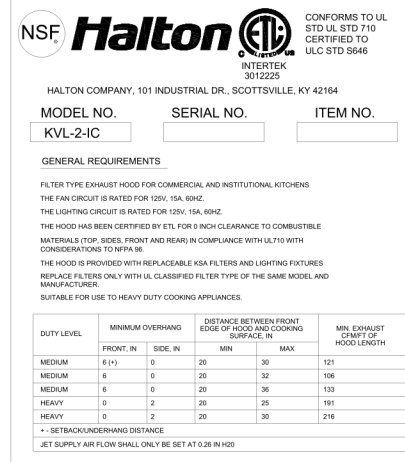 NSF Halton ETL CONFORMS TO UL
STD UL STD 710
CERTIFIED TO
ULC STD S646
C LISTED US
INTERTEK
3012225
HALTON COMPANY, 101 INDUSTRIAL DR., SCOTTSVILLE, KY 42164
MODEL NO. SERIAL NO. ITEM NO.
KVL-2-IC
GENERAL REQUIREMENTS
FILTER TYPE EXHAUST HOOD FOR COMMERCIAL AND INSTITUTIONAL KITCHENS
THE FAN CIRCUIT IS RATED FOR 125V, 15A, 60HZ.
THE LIGHTING CIRCUIT IS RATED FOR 125V, 15A, 60HZ.
THE HOOD HAS BEEN CERTIFIED BY ETL FOR 0 INCH CLEARANCE TO COMBUSTIBLE
MATERIALS (TOP, SIDES, FRONT AND REAR) IN COMPLIANCE WITH UL710 WITH
CONSIDERATIONS TO NFPA 96.
THE HOOD IS PROVIDED WITH REPLACEABLE KSA FILTERS AND LIGHTING FIXTURES
REPLACE FILTERS ONLY WITH UL CLASSIFIED FILTER TYPE OF THE SAME MODEL AND
MANUFACTURER.
SUITABLE FOR USE TO HEAVY DUTY COOKING APPLIANCES.
DUTY LEVEL MINIMUM OVERHANG DISTANCE BETWEEN FRONT
EDGE OF HOOD AND COOKING
SURFACE, IN MIN. EXHAUST
CFM/FT OF
HOOD LENGTH
FRONT, IN SIDE, IN MIN MAX
MEDIUM 6 (+) 0 20 30 121
MEDIUM 6 0 20 32 106
MEDIUM 6 0 20 36 133
HEAVY 0 2 20 25 191
HEAVY 0 2 20 30 216
+ - SETBACK/UNDERHANG DISTANCE
JET SUPPLY AIR FLOW SHALL ONLY BE SET AT 0.26 IN H20